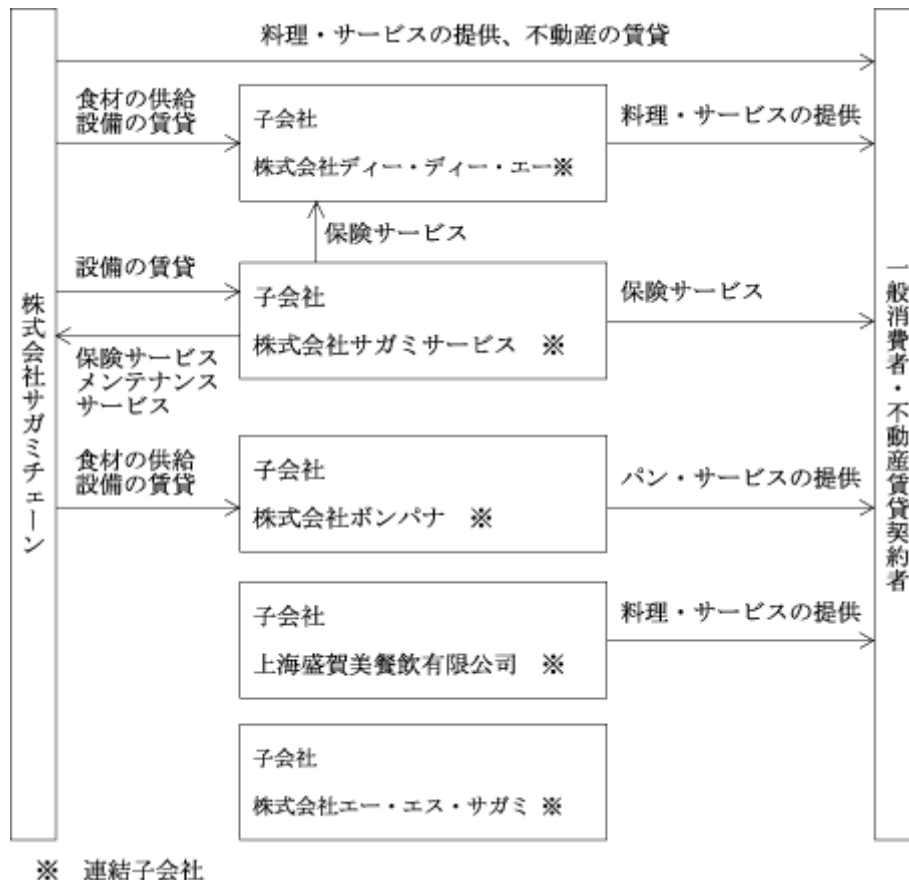 料理・サービスの提供、不動産の賃貸
食材の供給
設備の賃貸
子会社
株式会社ディー・ディー・エー※
料理・サービスの提供
保険サービス
設備の賃貸
子会社
株式会社サガミサービス ※
保険サービス
保険サービス
メンテナンス
サービス
食材の供給
設備の賃貸
子会社
株式会社ボンパナ ※
パン・サービスの提供
子会社
上海盛賀美餐飲有限公司 ※
料理・サービスの提供
子会社
株式会社エー・エス・サガミ ※
株式会社サガミチェーン
一般消費者・不動産賃貸契約者
※ 連結子会社